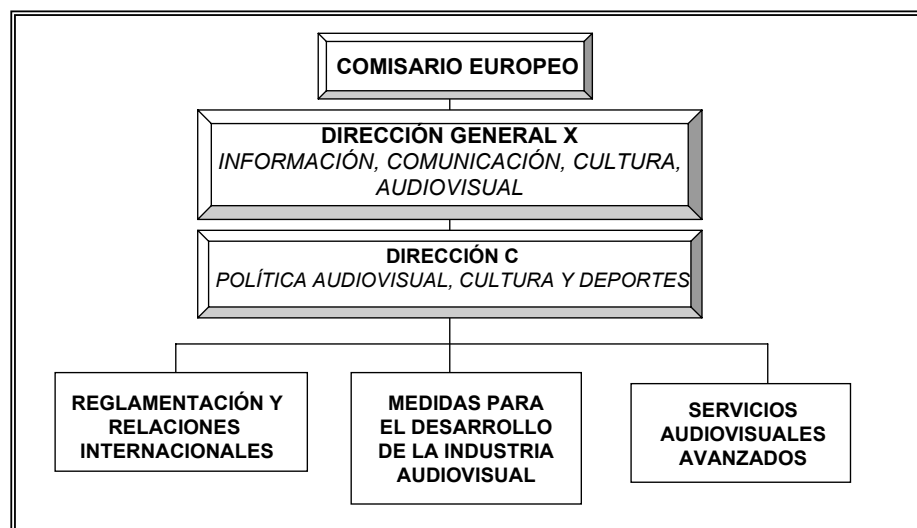 COMISARIO EUROPEO
DIRECCIÓN GENERAL X
INFORMACIÓN, COMUNICACIÓN, CULTURA,
AUDIOVISUAL
DIRECCIÓN C
POLÍTICA AUDIOVISUAL, CULTURA Y DEPORTES
REGLAMENTACIÓN Y
RELACIONES
INTERNACIONALES
MEDIDAS PARA
EL DESARROLLO
DE LA INDUSTRIA
AUDIOVISUAL
SERVICIOS
AUDIOVISUALES
AVANZADOS